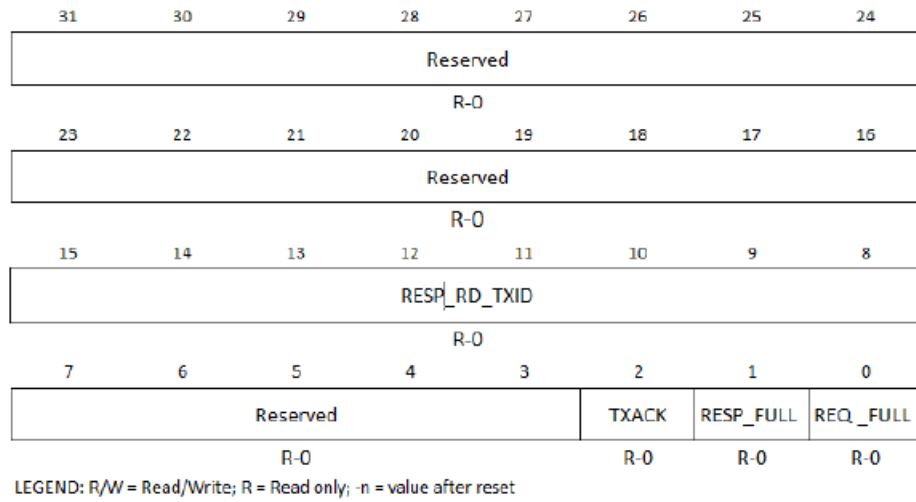 31 30 29 28 27 26 25 24
Reserved
R-0
23 22 21 20 19 18 17 16
Reserved
R-0
15 14 13 12 11 10 9 8
RESP_RD_TXID
R-0
7 6 5 4 3 2 1 0
Reserved TXACK RESP_FULL REQ_FULL
R-0 R-0 R-0 R-0
LEGEND: R/W = Read/Write; R = Read only; -n = value after reset